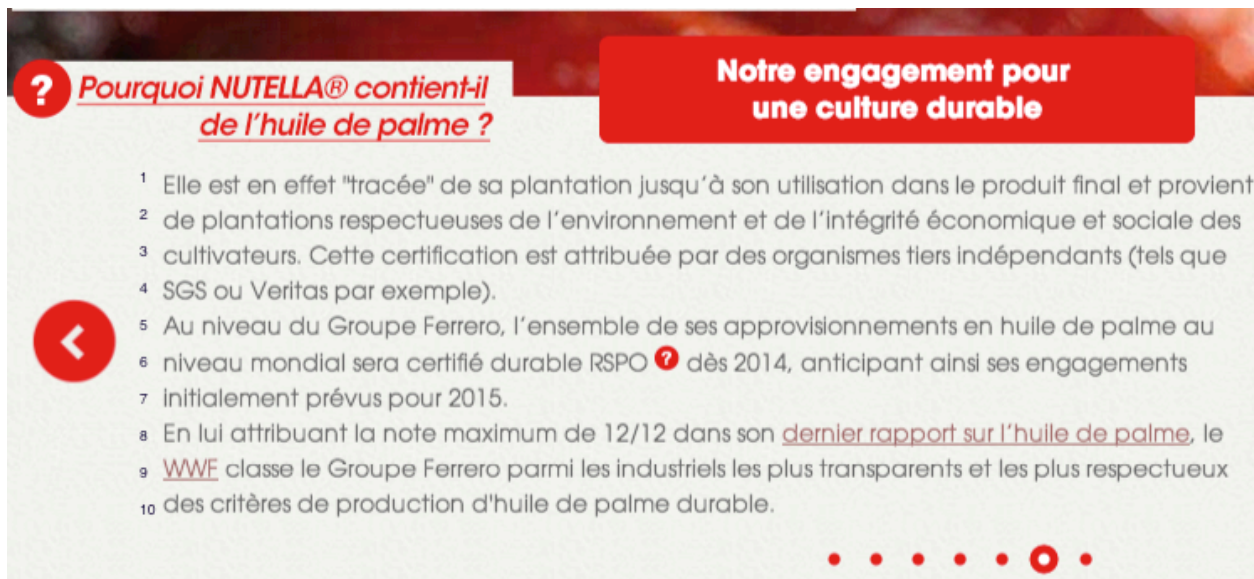 ? Pourquoi NUTELLA® contient-il
de l'huile de palme ?
Notre engagement pour
une culture durable
1 Elle est en effet "tracée" de sa plantation jusqu'à son utilisation dans le produit final et provient
2 de plantations respectueuses de l'environnement et de l'intégrité économique et sociale des
3 cultivateurs. Cette certification est attribuée par des organismes tiers indépendants (tels que
4 SGS ou Veritas par exemple).
5 Au niveau du Groupe Ferrero, l'ensemble de ses approvisionnements en huile de palme au
6 niveau mondial sera certifié durable RSPO ? dès 2014, anticipant ainsi ses engagements
7 initialement prévus pour 2015.
8 En lui attribuant la note maximum de 12/12 dans son dernier rapport sur l'huile de palme, le
9 WWF classe le Groupe Ferrero parmi les industriels les plus transparents et les plus respectueux
10 des critères de production d'huile de palme durable.